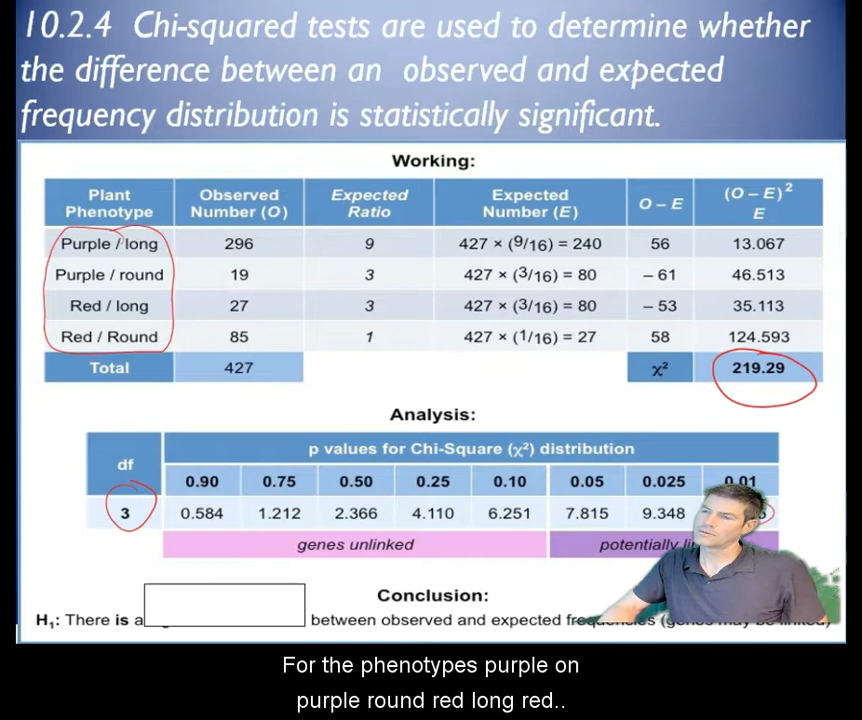 10.2.4 Chi-squared tests are used to determine whether
the difference between an observed and expected
frequency distribution is statistically significant.
Working:
Plant Phenotype Observed Number (O) Expected Ratio Expected Number (E) O – E (O – E)² E
Purple / long 296 9 427 × (9/16) = 240 56 13.067
Purple / round 19 3 427 × (3/16) = 80 – 61 46.513
Red / long 27 3 427 × (3/16) = 80 – 53 35.113
Red / Round 85 1 427 × (1/16) = 27 58 124.593
Total 427 χ² 219.29
Analysis:
df p values for Chi-Square (χ²) distribution
0.90 0.75 0.50 0.25 0.10 0.05 0.025 0.01
3 0.584 1.212 2.366 4.110 6.251 7.815 9.348
genes unlinked potentially
Conclusion:
H₁: There is a between observed and expected frequencies (genes may be linked)
For the phenotypes purple on
purple round red long red..